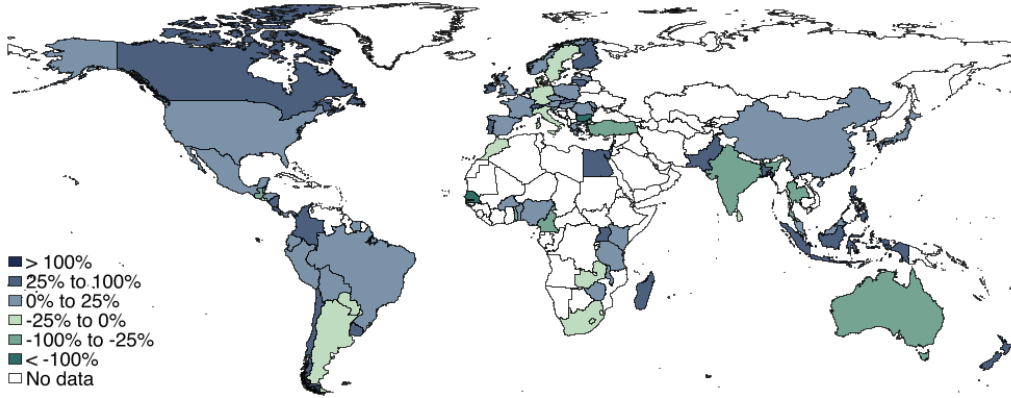 > 100%
25% to 100%
0% to 25%
-25% to 0%
-100% to -25%
< -100%
No data